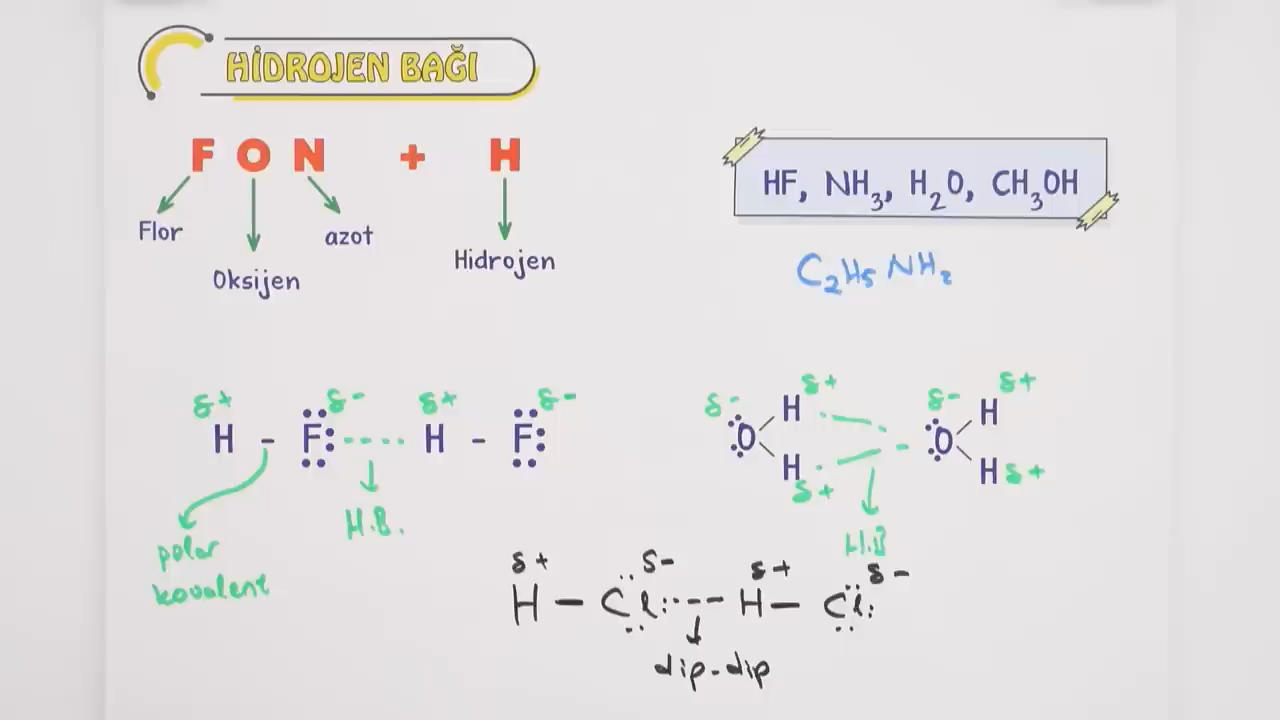 HİDROJEN BAĞI
F O N + H
Flor
Oksijen
azot
Hidrojen
HF, NH₃, H₂O, CH₃OH
C₂H₅NH₂
δ+ δ- δ+ δ-
H - F: ---- H - F:
H.B.
polar
kovalent
δ- δ+ δ- δ+
O H H O H H
δ+ δ+
H.B
δ+ δ- δ+ δ-
H — Cl: --- H — Cl:
dip-dip